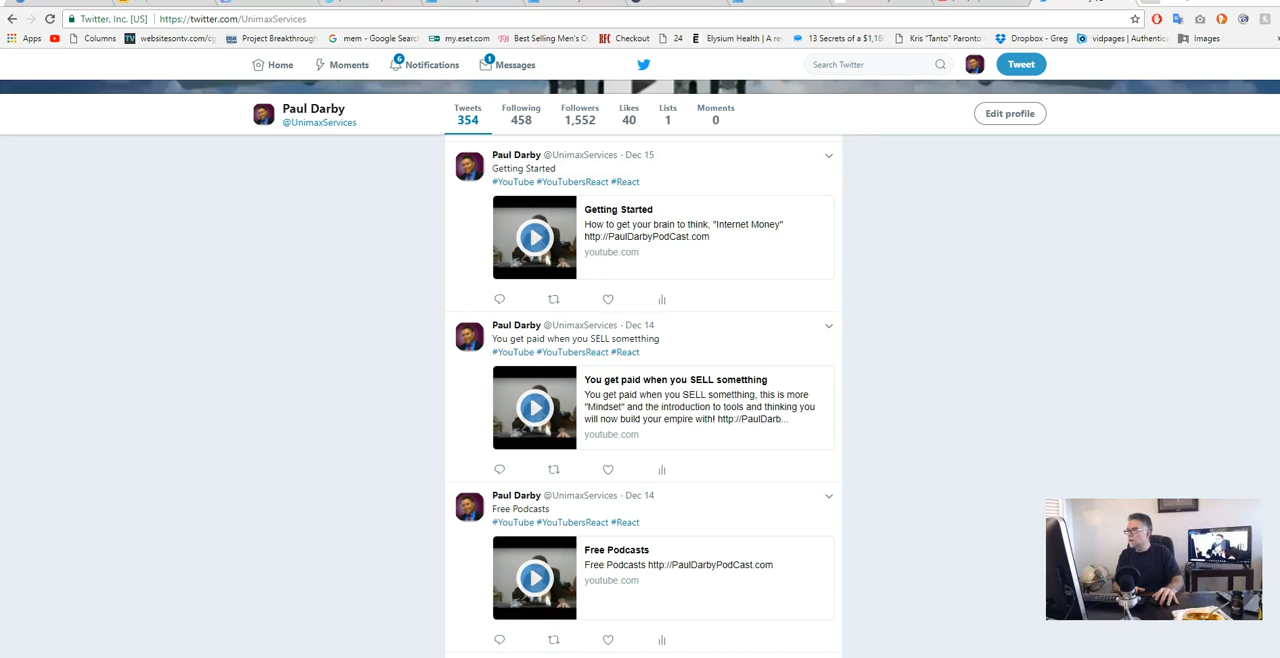 Twitter, Inc. [US]
https://twitter.com/UnimaxServices
Apps
Columns
TV websitesontv.com/cg
Project Breakthrough
G mem - Google Searc
my.eset.com
Best Selling Men's O
RFC Checkout
24
E Elysium Health | A re
13 Secrets of a $1,18
Kris "Tanto" Paronto
Dropbox - Greg
vidpages | Authentic
Images
Home
Moments
6
Notifications
1
Messages
Search Twitter
Tweet
Paul Darby
@UnimaxServices
Tweets
354
Following
458
Followers
1,552
Likes
40
Lists
1
Moments
0
Edit profile
Paul Darby @UnimaxServices · Dec 15
Getting Started
#YouTube #YouTubersReact #React
Getting Started
How to get your brain to think, "Internet Money"
http://PaulDarbyPodCast.com
youtube.com
Paul Darby @UnimaxServices · Dec 14
You get paid when you SELL sometthing
#YouTube #YouTubersReact #React
You get paid when you SELL sometthing
You get paid when you SELL sometthing, this is more
"Mindset" and the introduction to tools and thinking you
will now build your empire with! http://PaulDarb...
youtube.com
Paul Darby @UnimaxServices · Dec 14
Free Podcasts
#YouTube #YouTubersReact #React
Free Podcasts
Free Podcasts http://PaulDarbyPodCast.com
youtube.com